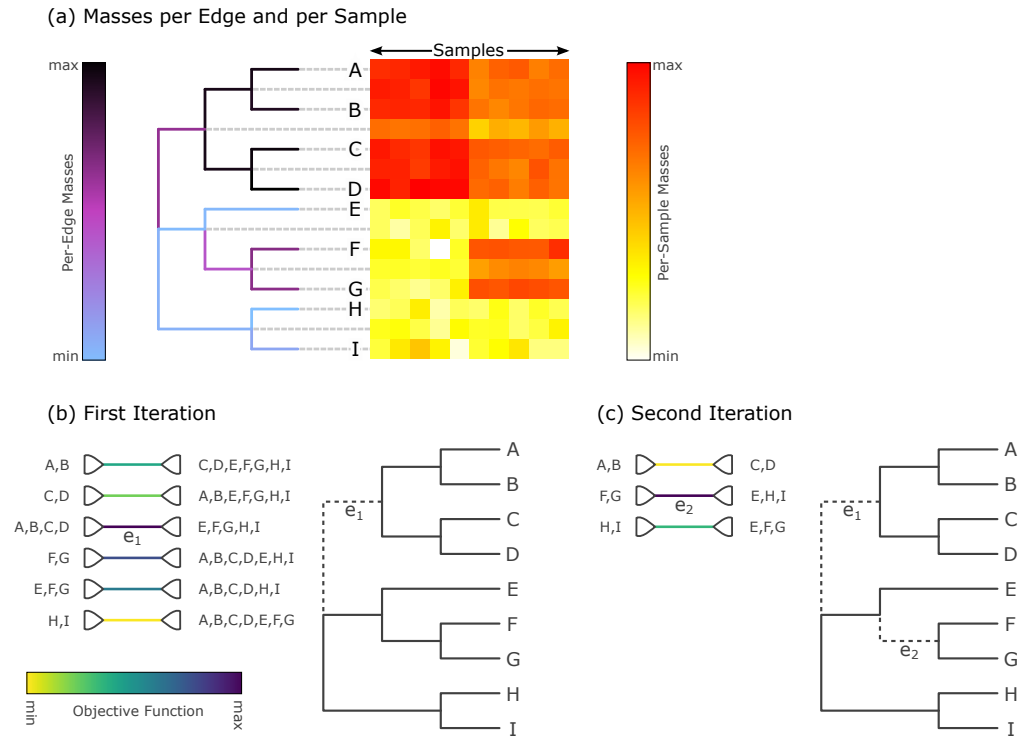 (a) Masses per Edge and per Sample
Samples
max
Per-Edge Masses
min
A
B
C
D
E
F
G
H
I
max
Per-Sample Masses
min
(b) First Iteration
A,B C,D,E,F,G,H,I
C,D A,B,E,F,G,H,I
A,B,C,D E,F,G,H,I
e₁
F,G A,B,C,D,E,H,I
E,F,G A,B,C,D,H,I
H,I A,B,C,D,E,F,G
min
Objective Function
max
e₁
A
B
C
D
E
F
G
H
I
(c) Second Iteration
A,B C,D
F,G E,H,I
e₂
H,I E,F,G
e₁
e₂
A
B
C
D
E
F
G
H
I